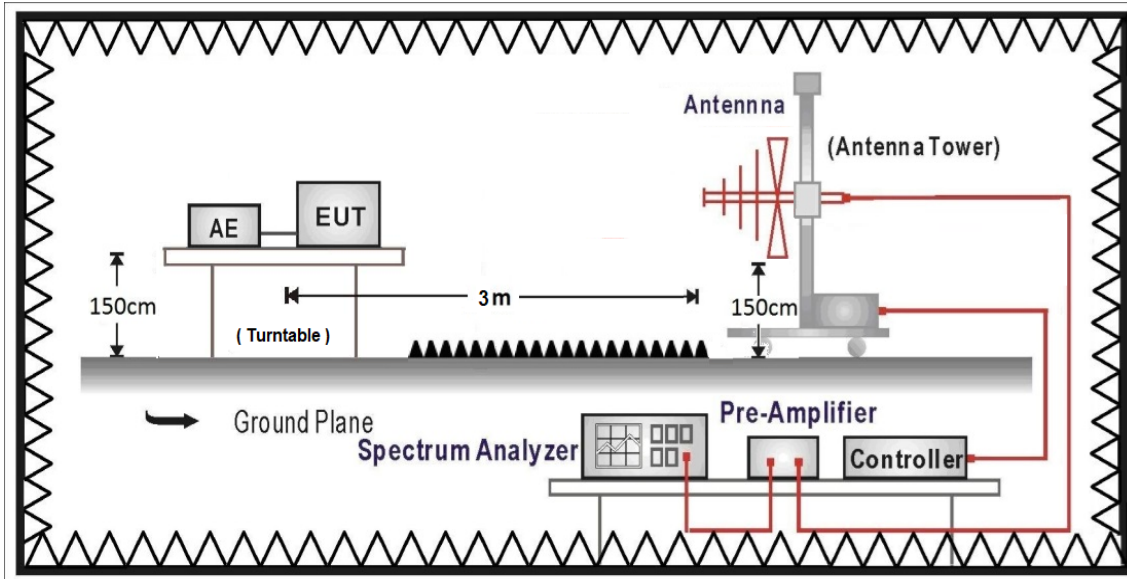 Antennna
(Antenna Tower)
AE
EUT
150cm
3m
150cm
( Turntable )
Ground Plane
Pre-Amplifier
Spectrum Analyzer
Controller